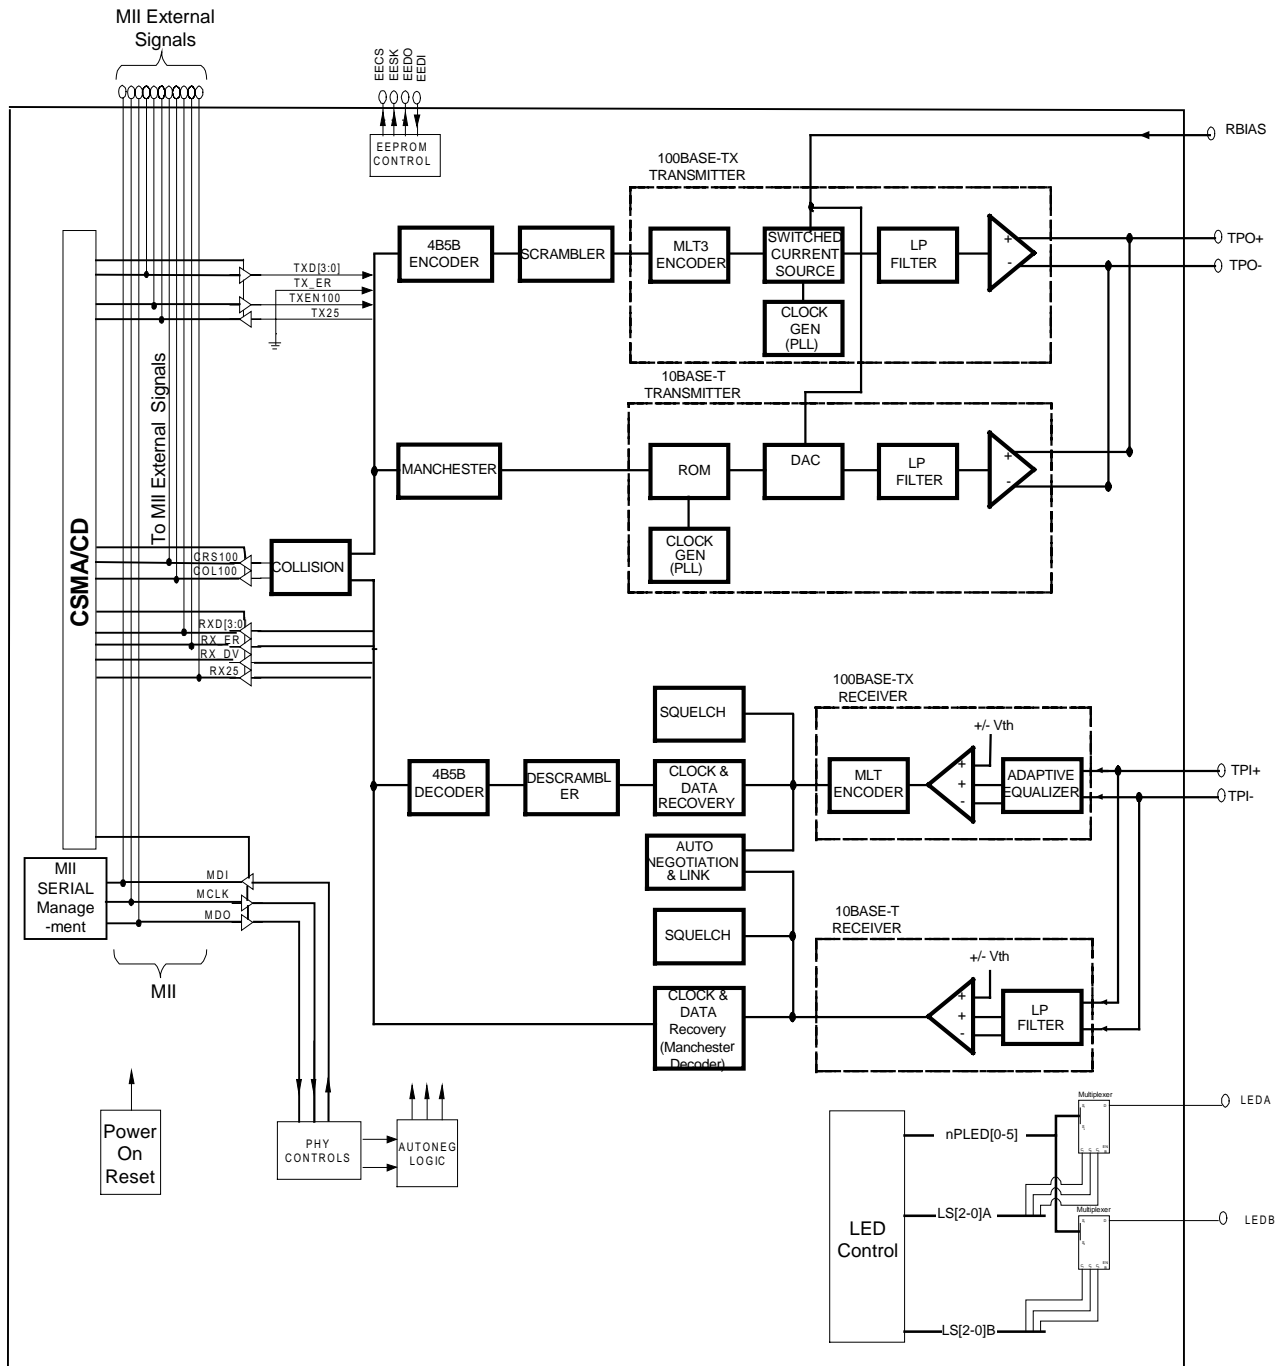 MII External
Signals
EECS
EESK
EEDO
EEDI
EEPROM
CONTROL
RBIAS
100BASE-TX
TRANSMITTER
4B5B
ENCODER
SCRAMBLER
MLT3
ENCODER
SWITCHED
CURRENT
SOURCE
LP
FILTER
+
-
TPO+
TPO-
CLOCK
GEN
(PLL)
TXD[3:0]
TX_ER
TXEN100
TX25
To MII External Signals
10BASE-T
TRANSMITTER
MANCHESTER
ROM
DAC
LP
FILTER
+
-
CLOCK
GEN
(PLL)
CSMA/CD
CRS100
COL100
COLLISION
RXD[3:0]
RX_ER
RX_DV
RX25
100BASE-TX
RECEIVER
SQUELCH
+/- Vth
4B5B
DECODER
DESCRAMBL
ER
CLOCK &
DATA
RECOVERY
MLT
ENCODER
+
+
-
ADAPTIVE
EQUALIZER
TPI+
TPI-
AUTO
NEGOTIATION
& LINK
MII
SERIAL
Manage
-ment
MDI
MCLK
MDO
MII
SQUELCH
10BASE-T
RECEIVER
+/- Vth
CLOCK &
DATA
Recovery
(Manchester
Decoder)
+
+
-
LP
FILTER
Power
On
Reset
PHY
CONTROLS
AUTONEG
LOGIC
LED
Control
nPLED[0-5]
LS[2-0]A
LS[2-0]B
Multiplexer
LEDA
Multiplexer
LEDB